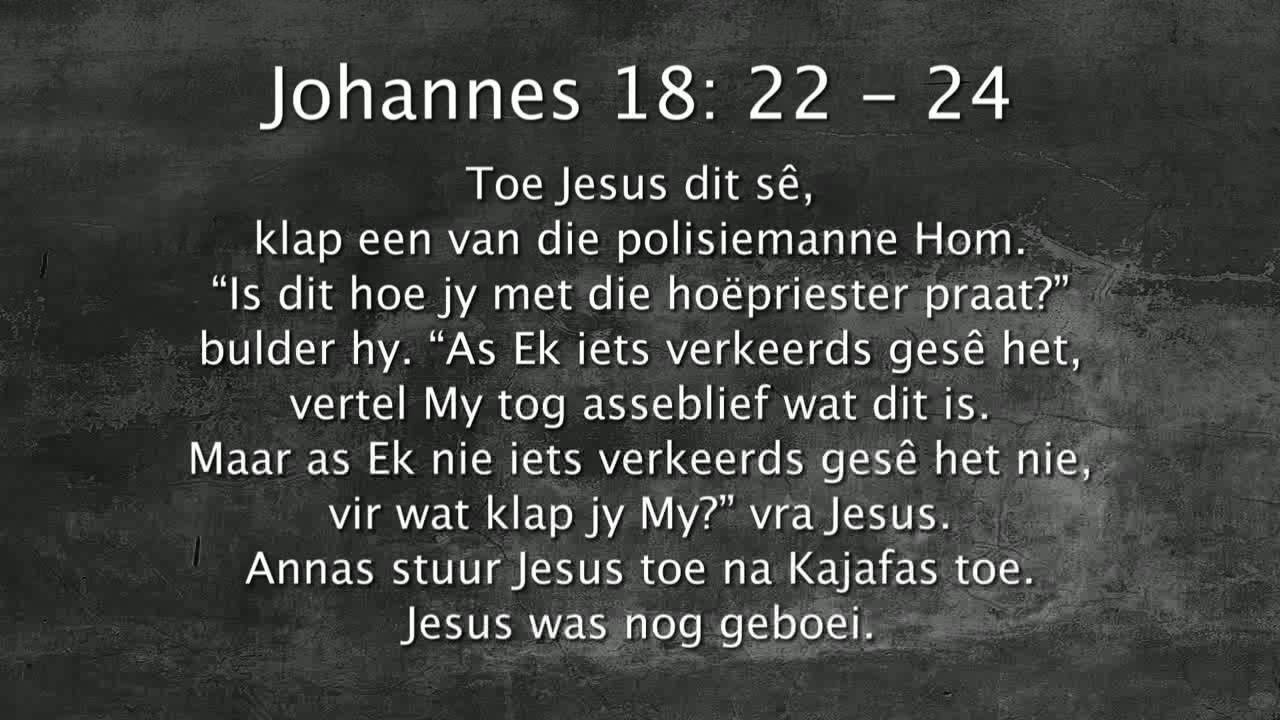 Johannes 18: 22 – 24
Toe Jesus dit sê,
klap een van die polisiemanne Hom.
“Is dit hoe jy met die hoëpriester praat?”
bulder hy. “As Ek iets verkeerds gesê het,
vertel My tog asseblief wat dit is.
Maar as Ek nie iets verkeerds gesê het nie,
vir wat klap jy My?” vra Jesus.
Annas stuur Jesus toe na Kajafas toe.
Jesus was nog geboei.